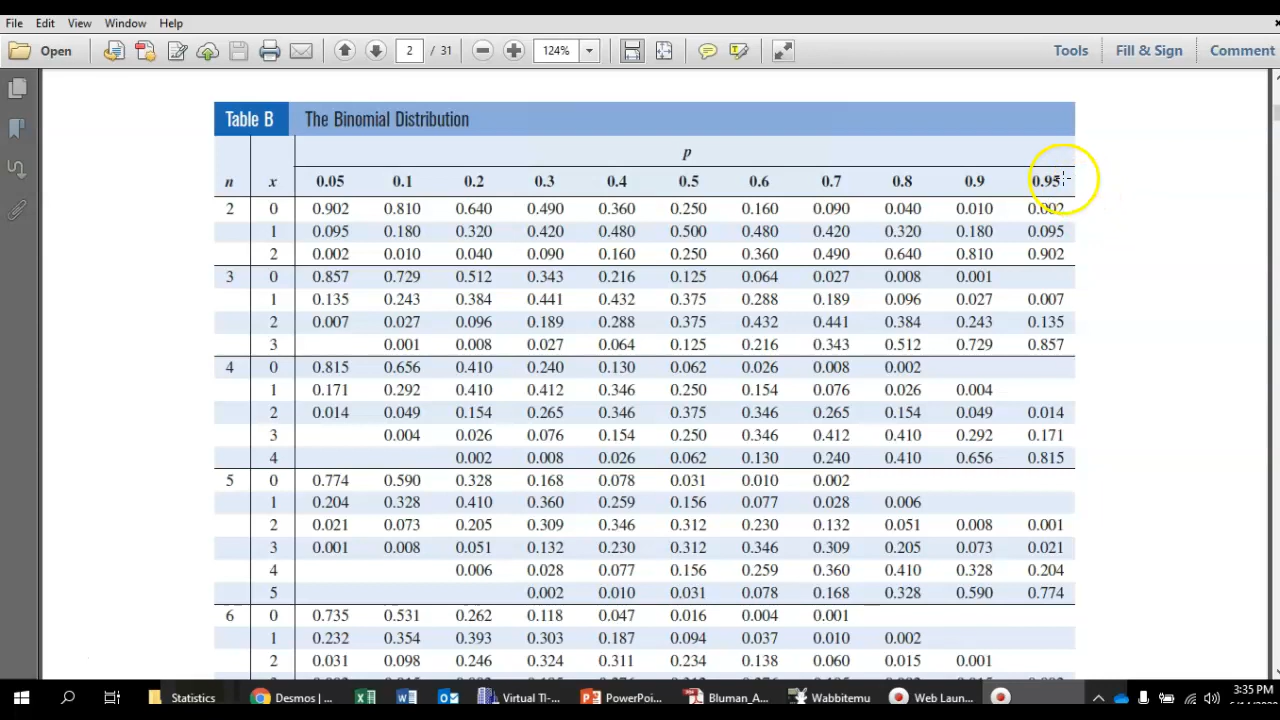 File Edit View Window Help
Open 2 / 31 124% Tools Fill & Sign Comment
Table B The Binomial Distribution
p
n x 0.05 0.1 0.2 0.3 0.4 0.5 0.6 0.7 0.8 0.9 0.95
2 0 0.902 0.810 0.640 0.490 0.360 0.250 0.160 0.090 0.040 0.010 0.002
1 0.095 0.180 0.320 0.420 0.480 0.500 0.480 0.420 0.320 0.180 0.095
2 0.002 0.010 0.040 0.090 0.160 0.250 0.360 0.490 0.640 0.810 0.902
3 0 0.857 0.729 0.512 0.343 0.216 0.125 0.064 0.027 0.008 0.001
1 0.135 0.243 0.384 0.441 0.432 0.375 0.288 0.189 0.096 0.027 0.007
2 0.007 0.027 0.096 0.189 0.288 0.375 0.432 0.441 0.384 0.243 0.135
3 0.001 0.008 0.027 0.064 0.125 0.216 0.343 0.512 0.729 0.857
4 0 0.815 0.656 0.410 0.240 0.130 0.062 0.026 0.008 0.002
1 0.171 0.292 0.410 0.412 0.346 0.250 0.154 0.076 0.026 0.004
2 0.014 0.049 0.154 0.265 0.346 0.375 0.346 0.265 0.154 0.049 0.014
3 0.004 0.026 0.076 0.154 0.250 0.346 0.412 0.410 0.292 0.171
4 0.002 0.008 0.026 0.062 0.130 0.240 0.410 0.656 0.815
5 0 0.774 0.590 0.328 0.168 0.078 0.031 0.010 0.002
1 0.204 0.328 0.410 0.360 0.259 0.156 0.077 0.028 0.006
2 0.021 0.073 0.205 0.309 0.346 0.312 0.230 0.132 0.051 0.008 0.001
3 0.001 0.008 0.051 0.132 0.230 0.312 0.346 0.309 0.205 0.073 0.021
4 0.006 0.028 0.077 0.156 0.259 0.360 0.410 0.328 0.204
5 0.002 0.010 0.031 0.078 0.168 0.328 0.590 0.774
6 0 0.735 0.531 0.262 0.118 0.047 0.016 0.004 0.001
1 0.232 0.354 0.393 0.303 0.187 0.094 0.037 0.010 0.002
2 0.031 0.098 0.246 0.324 0.311 0.234 0.138 0.060 0.015 0.001
Statistics Desmos | ... Virtual TI-... PowerPoi... Bluman_A... Wabbitemu Web Laun... 3:35 PM